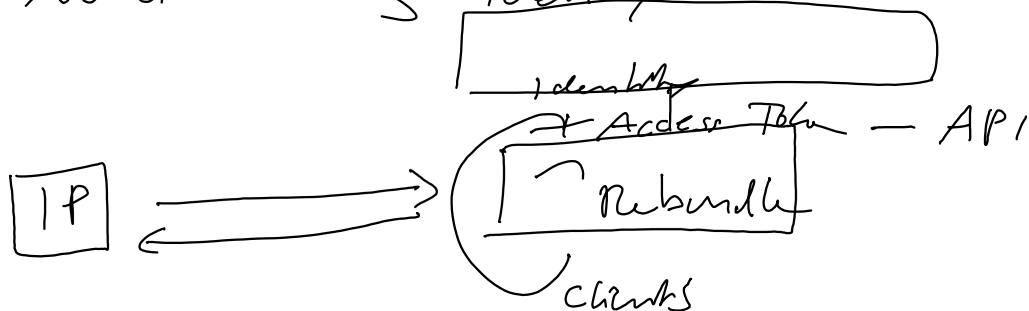 Identity
+ Access Token — API
IP
Rebundle
Clients